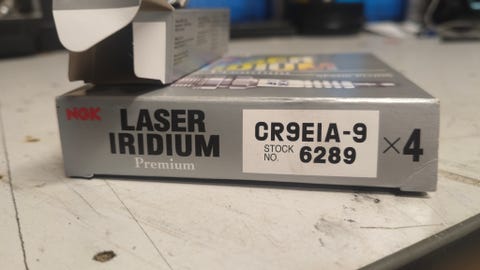 NGK
LASER
IRIDIUM
Premium
CR9EIA-9
STOCK
NO. 6289
×4